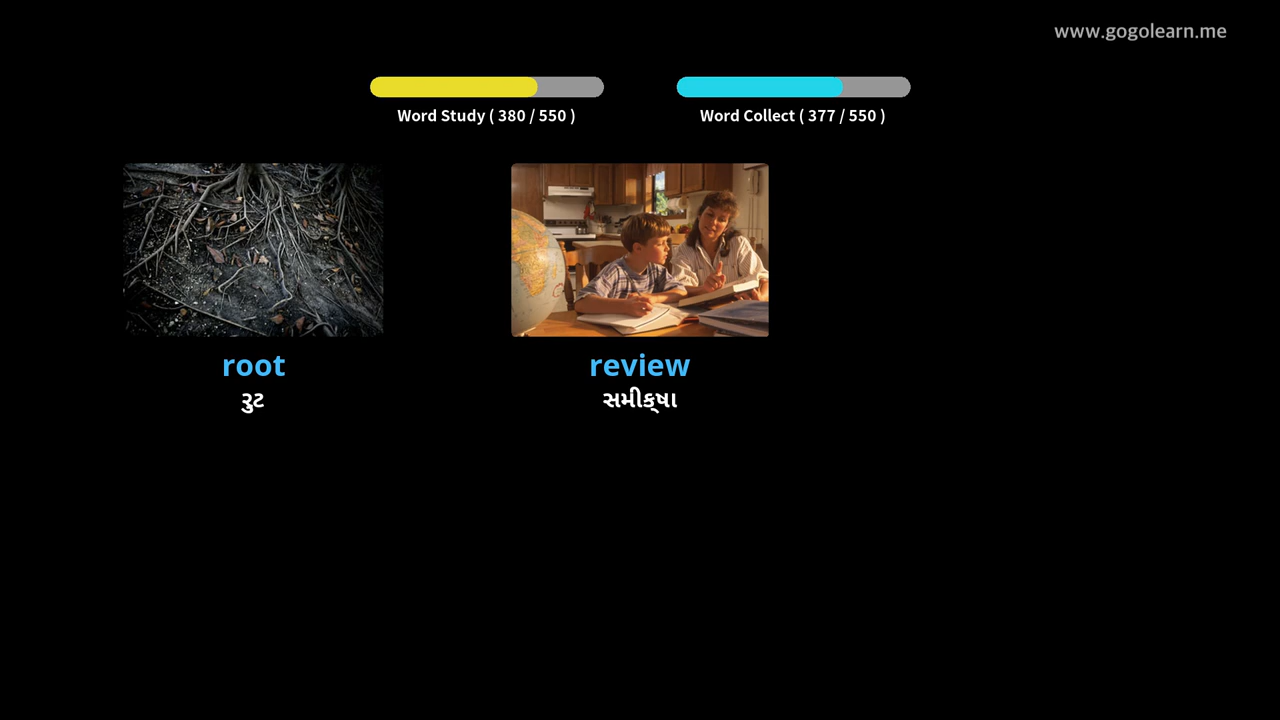 www.gogolearn.me
Word Study ( 380 / 550 )
Word Collect ( 377 / 550 )
root
રુટ
review
સમીક્ષા